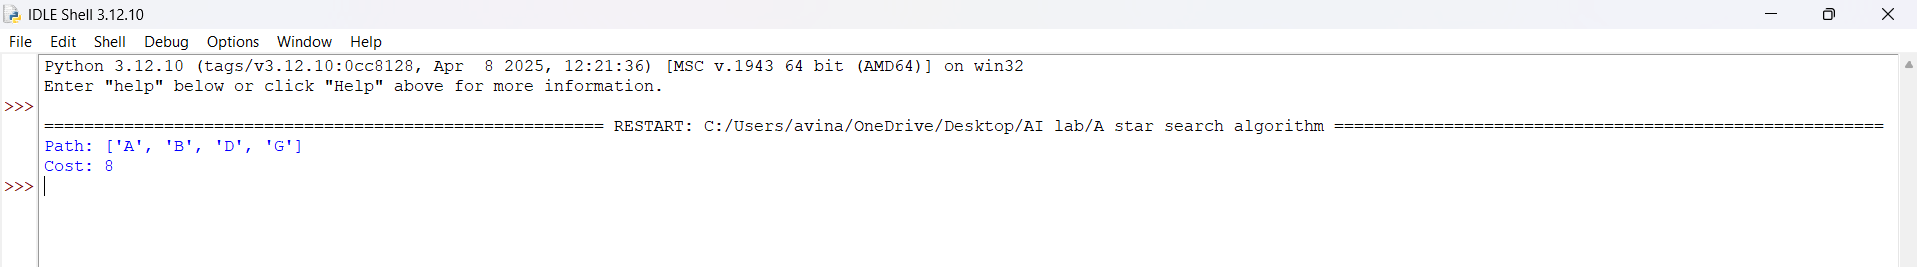 IDLE Shell 3.12.10
File Edit Shell Debug Options Window Help
Python 3.12.10 (tags/v3.12.10:0cc8128, Apr  8 2025, 12:21:36) [MSC v.1943 64 bit (AMD64)] on win32
Enter "help" below or click "Help" above for more information.
>>>
======================================================== RESTART: C:/Users/avina/OneDrive/Desktop/AI lab/A star search algorithm =======================================================
Path: ['A', 'B', 'D', 'G']
Cost: 8
>>>